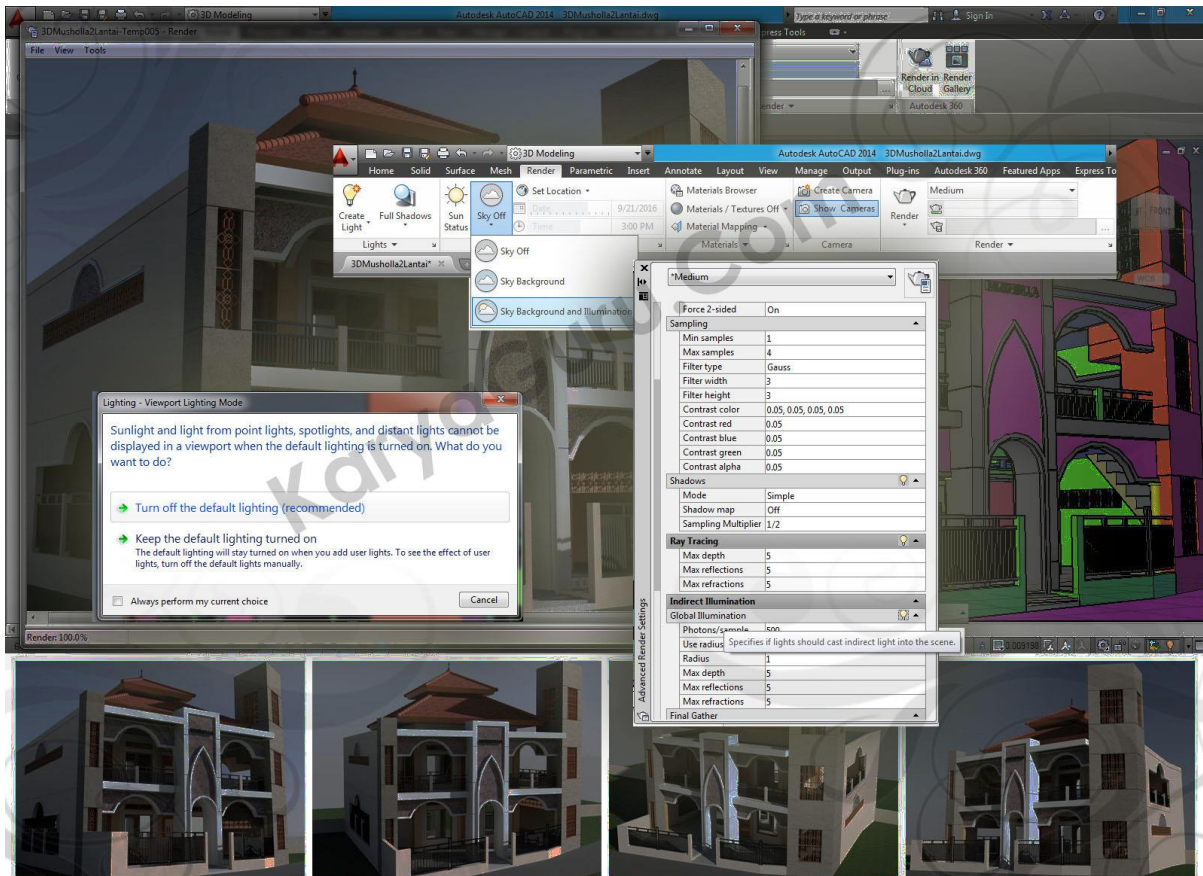 3D Modeling
Autodesk AutoCAD 2014 3DMusholla2Lantai.dwg
Type a keyword or phrase
Sign In
3DMusholla2Lantai-Temp005 - Render
File View Tools
press Tools
Render in Cloud
Render Gallery
Autodesk 360
3D Modeling
Autodesk AutoCAD 2014 3DMusholla2Lantai.dwg
Home Solid Surface Mesh Render Parametric Insert Annotate Layout View Manage Output Plug-ins Autodesk 360 Featured Apps Express To
Create Light
Full Shadows
Sun Status
Sky Off
Set Location
Date 9/21/2016
Time 3:00 PM
Materials Browser
Materials / Textures Off
Material Mapping
Create Camera
Show Cameras
Render
Medium
Lights
Materials
Camera
Render
3DMusholla2Lantai*
Sky Off
Sky Background
Sky Background and Illumination
FRONT
*Medium
Force 2-sided On
Sampling
Min samples 1
Max samples 4
Filter type Gauss
Filter width 3
Filter height 3
Contrast color 0.05, 0.05, 0.05, 0.05
Contrast red 0.05
Contrast blue 0.05
Contrast green 0.05
Contrast alpha 0.05
Shadows
Mode Simple
Shadow map Off
Sampling Multiplier 1/2
Ray Tracing
Max depth 5
Max reflections 5
Max refractions 5
Indirect Illumination
Global Illumination
Photons/sample 500
Use radius
Specifies if lights should cast indirect light into the scene.
Radius 1
Max depth 5
Max reflections 5
Max refractions 5
Final Gather
Advanced Render Settings
Lighting - Viewport Lighting Mode
Sunlight and light from point lights, spotlights, and distant lights cannot be
displayed in a viewport when the default lighting is turned on. What do you
want to do?
Turn off the default lighting (recommended)
Keep the default lighting turned on
The default lighting will stay turned on when you add user lights. To see the effect of user
lights, turn off the default lights manually.
Always perform my current choice
Cancel
Render: 100.0%
KaryaGuru.Com